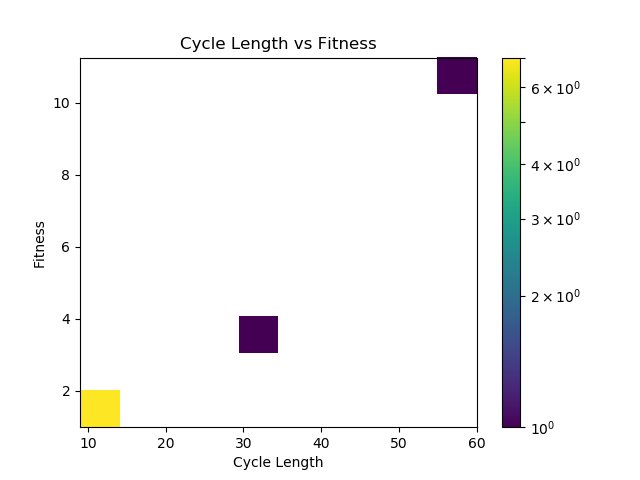 Cycle Length vs Fitness
10
8
6
4
2
Fitness
10
20
30
40
50
60
Cycle Length
6 × 10⁰
4 × 10⁰
3 × 10⁰
2 × 10⁰
10⁰